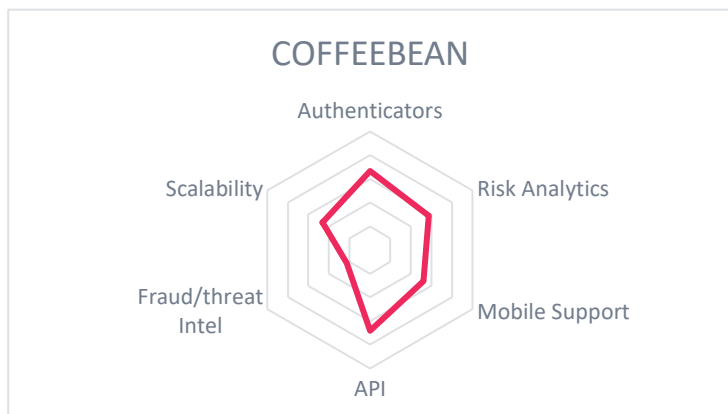 COFFEEBEAN
Authenticators
Scalability
Risk Analytics
Fraud/threat
Intel
Mobile Support
API